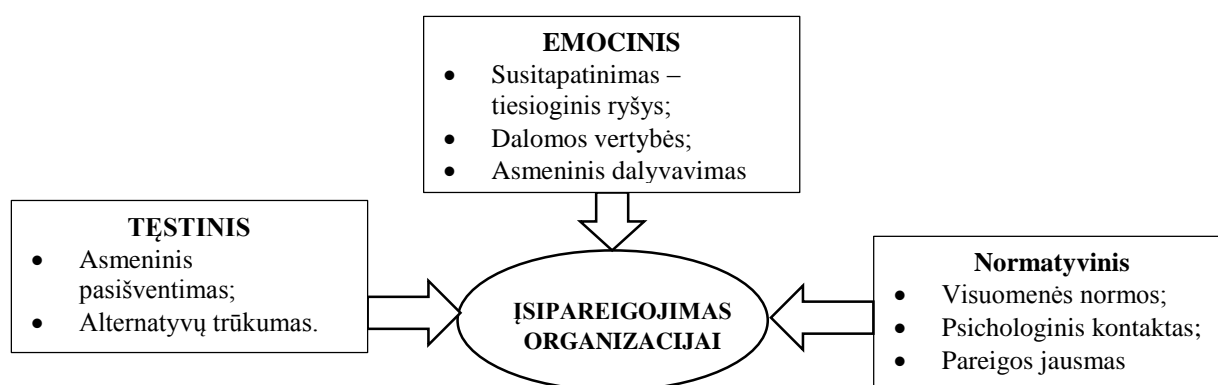 EMOCINIS
• Susitapatinimas –
tiesioginis ryšys;
• Dalomos vertybės;
• Asmeninis dalyvavimas
TĘSTINIS
• Asmeninis
pasišventimas;
• Alternatyvų trūkumas.
ĮSIPAREIGOJIMAS
ORGANIZACIJAI
Normatyvinis
• Visuomenės normos;
• Psichologinis kontaktas;
• Pareigos jausmas